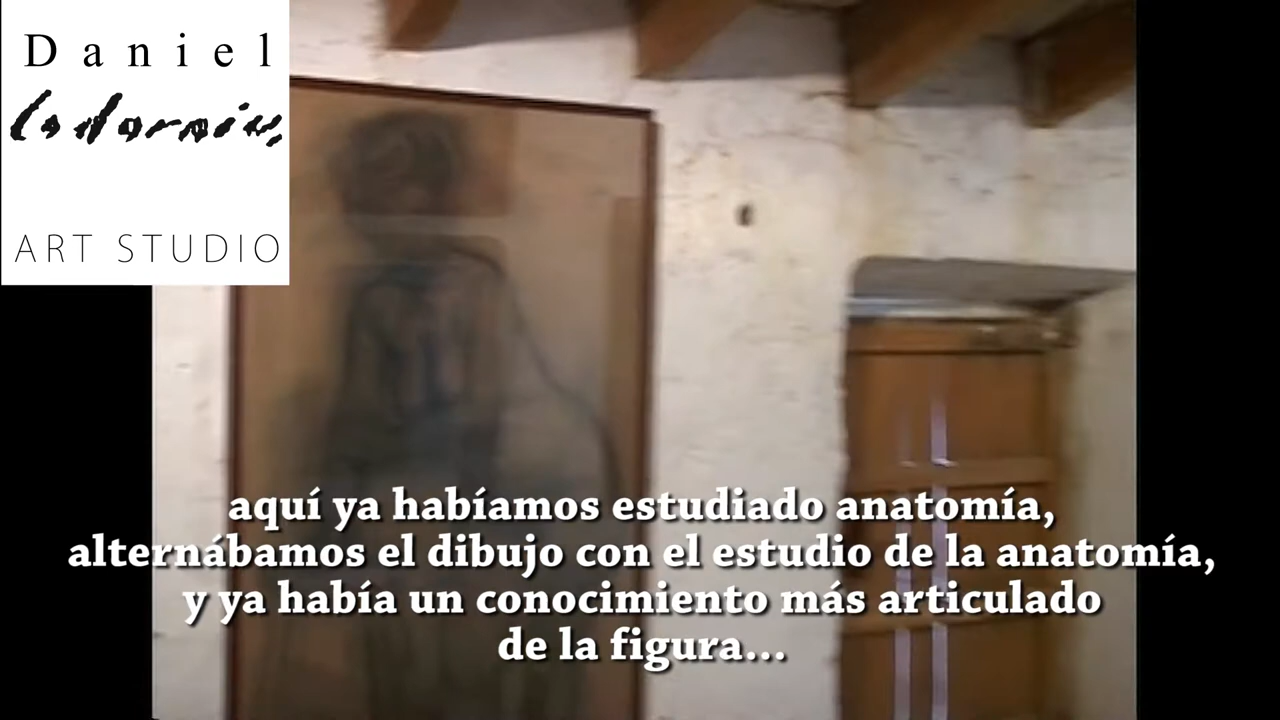 Daniel
ART STUDIO
aquí ya habíamos estudiado anatomía,
alternábamos el dibujo con el estudio de la anatomía,
y ya había un conocimiento más articulado
de la figura...